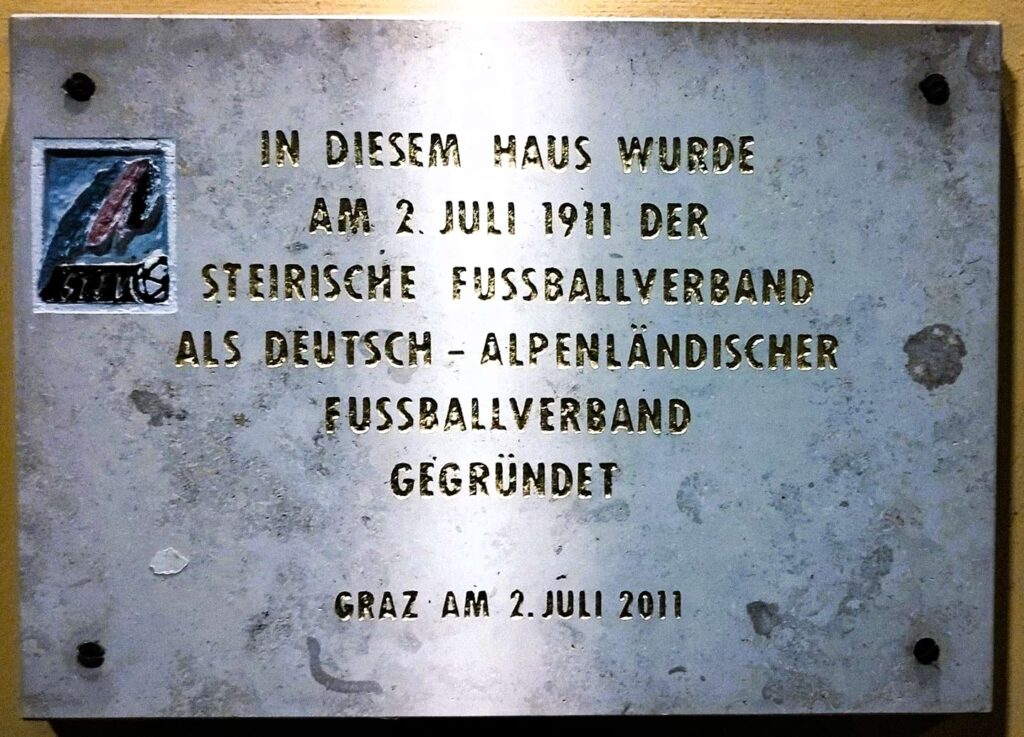 IN DIESEM HAUS WURDE
AM 2. JULI 1911 DER
STEIRISCHE FUSSBALLVERBAND
ALS DEUTSCH – ALPENLÄNDISCHER
FUSSBALLVERBAND
GEGRÜNDET
GRAZ AM 2. JULI 2011